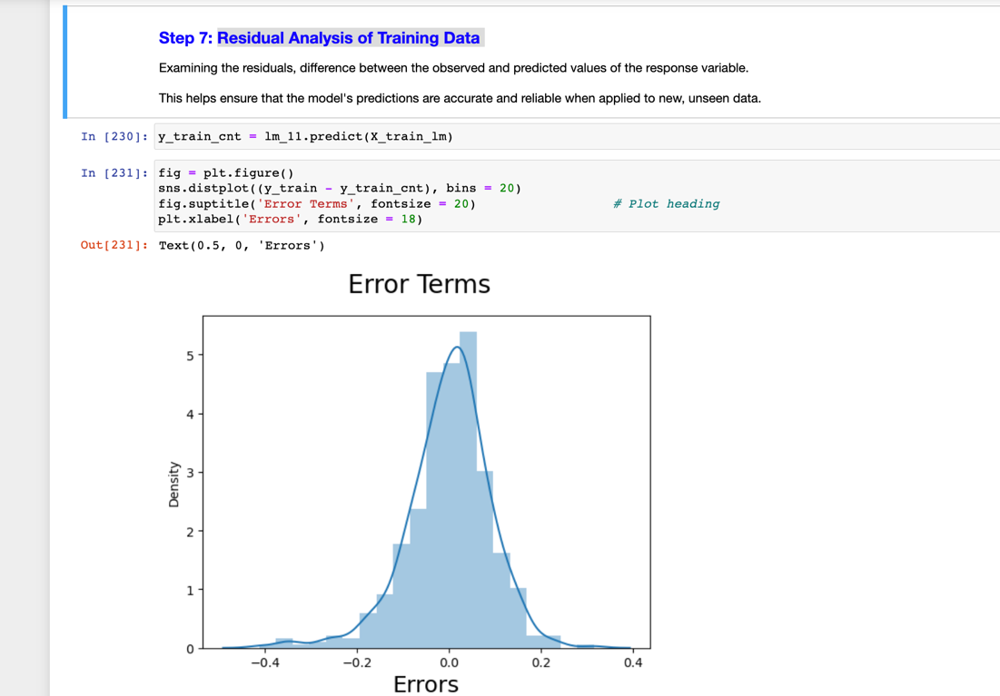 Step 7: Residual Analysis of Training Data
Examining the residuals, difference between the observed and predicted values of the response variable.
This helps ensure that the model's predictions are accurate and reliable when applied to new, unseen data.
In [230]: y_train_cnt = lm_11.predict(X_train_lm)
In [231]: fig = plt.figure()
sns.distplot((y_train - y_train_cnt), bins = 20)
fig.suptitle('Error Terms', fontsize = 20) # Plot heading
plt.xlabel('Errors', fontsize = 18)
Out[231]: Text(0.5, 0, 'Errors')
Error Terms
5
4
3
2
1
0
Density
−0.4 −0.2 0.0 0.2 0.4
Errors